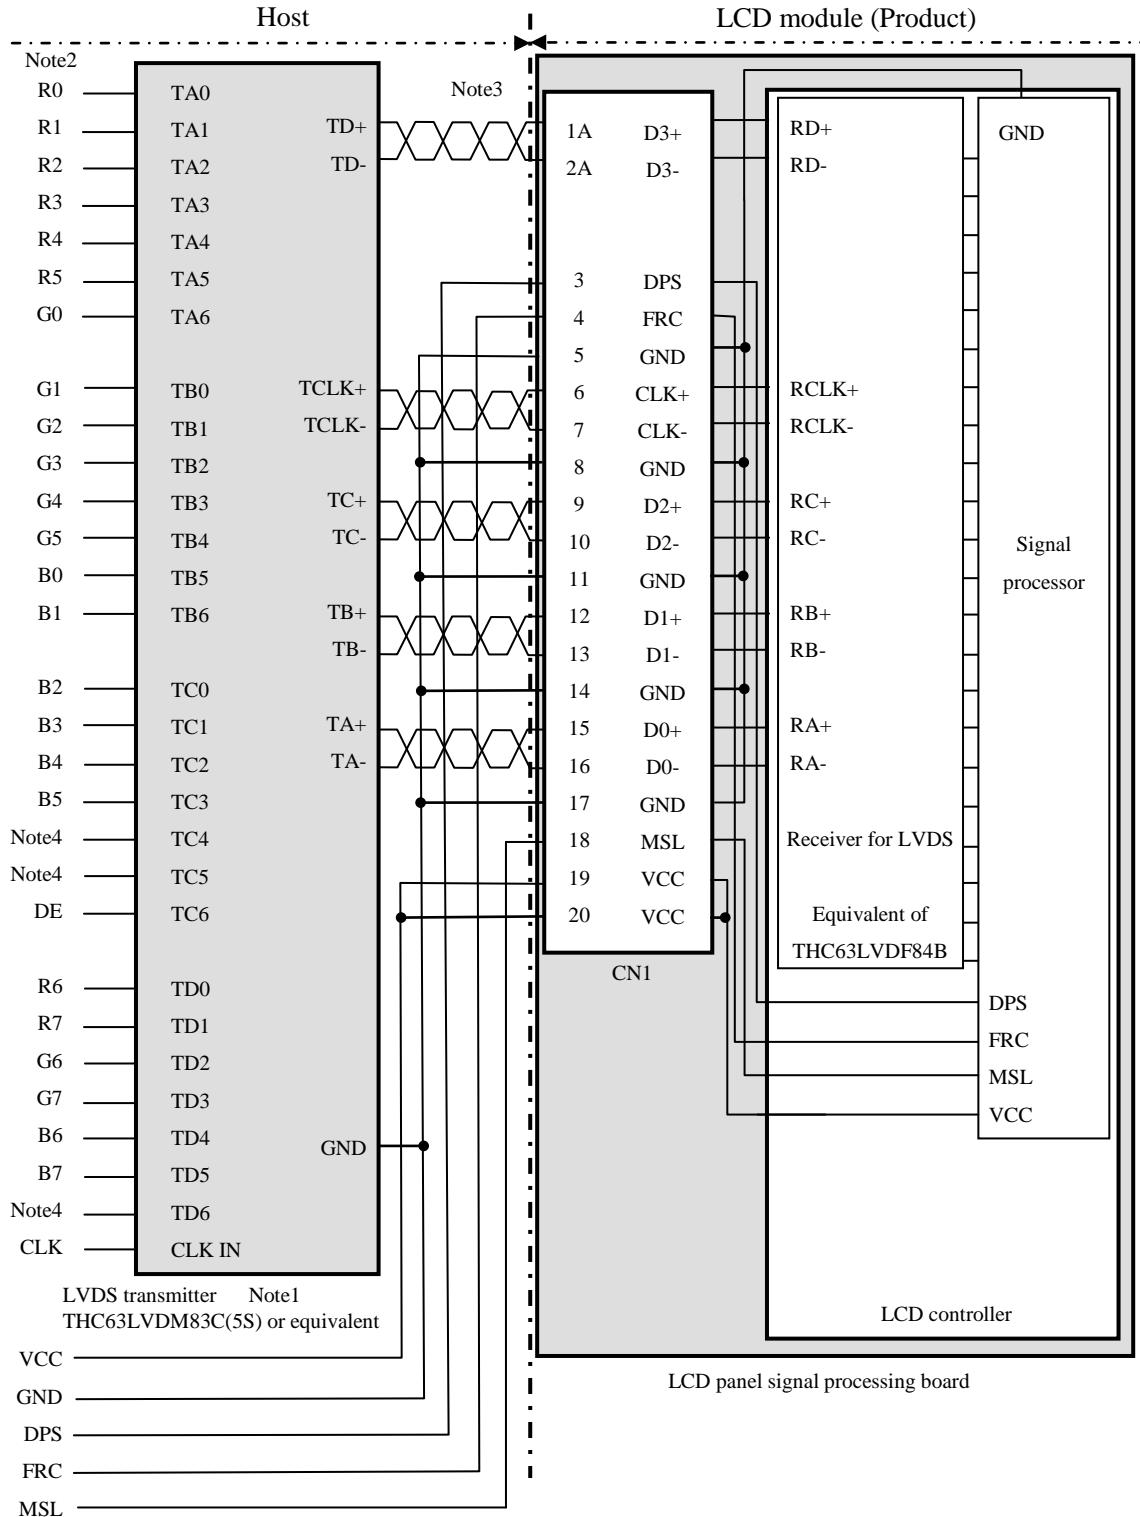 Host
LCD module (Product)
Note2
Note3
R0 TA0
R1 TA1 TD+
R2 TA2 TD-
R3 TA3
R4 TA4
R5 TA5
G0 TA6
G1 TB0 TCLK+
G2 TB1 TCLK-
G3 TB2
G4 TB3 TC+
G5 TB4 TC-
B0 TB5
B1 TB6 TB+
TB-
B2 TC0
B3 TC1 TA+
B4 TC2 TA-
B5 TC3
Note4 TC4
Note4 TC5
DE TC6
R6 TD0
R7 TD1
G6 TD2
G7 TD3
B6 TD4 GND
B7 TD5
Note4 TD6
CLK CLK IN
LVDS transmitter Note1
THC63LVDM83C(5S) or equivalent
VCC
GND
DPS
FRC
MSL
1A D3+
2A D3-
3 DPS
4 FRC
5 GND
6 CLK+
7 CLK-
8 GND
9 D2+
10 D2-
11 GND
12 D1+
13 D1-
14 GND
15 D0+
16 D0-
17 GND
18 MSL
19 VCC
20 VCC
CN1
RD+
RD-
RCLK+
RCLK-
RC+
RC-
RB+
RB-
RA+
RA-
Receiver for LVDS
Equivalent of
THC63LVDF84B
GND
Signal
processor
DPS
FRC
MSL
VCC
LCD controller
LCD panel signal processing board